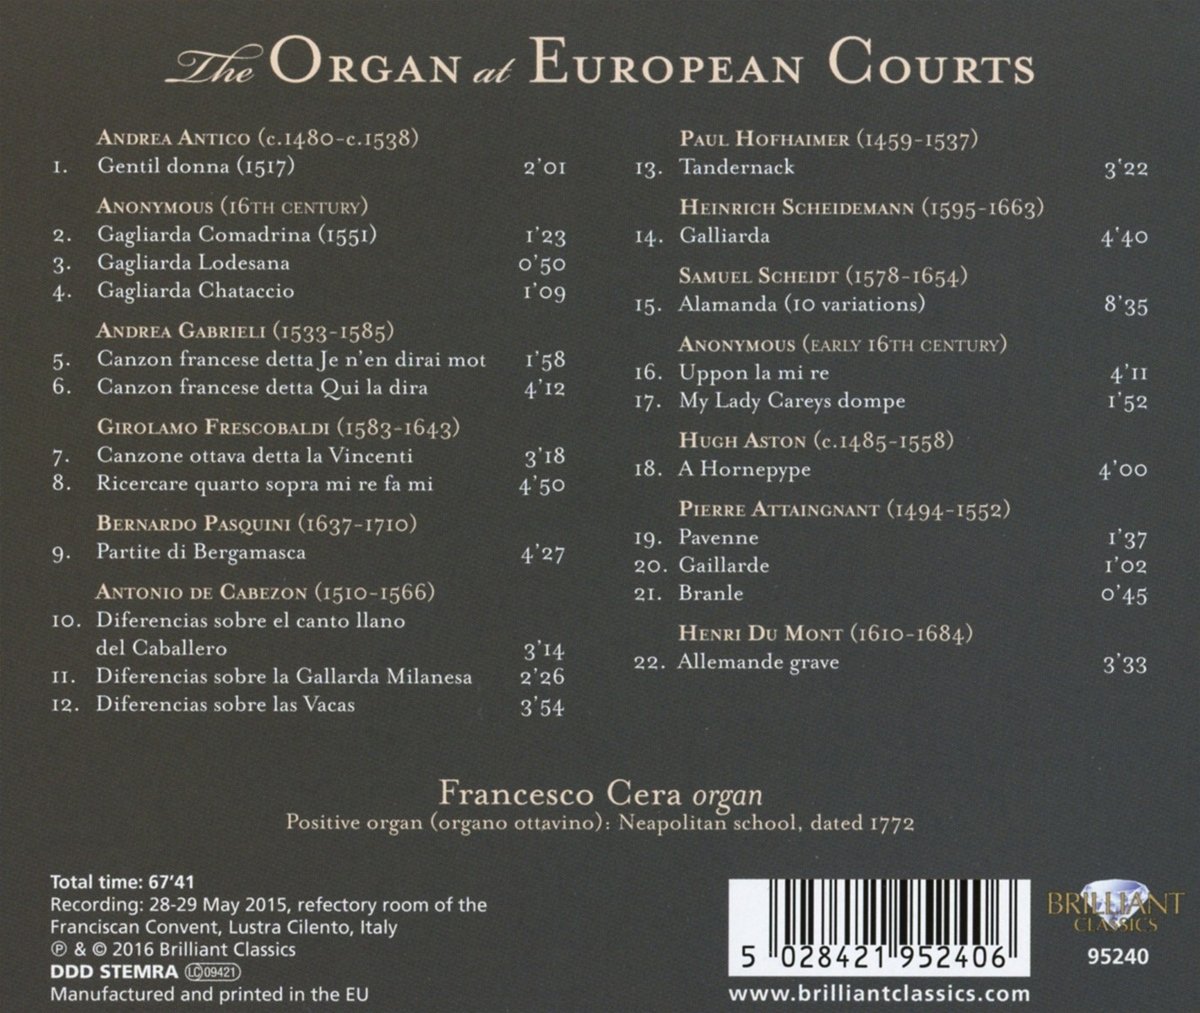 The Organ at European Courts
Andrea Antico (c.1480-c.1538)
1. Gentil donna (1517) 2'01
Anonymous (16th century)
2. Gagliarda Comadrina (1551) 1'23
3. Gagliarda Lodesana 0'50
4. Gagliarda Chataccio 1'09
Andrea Gabrieli (1533-1585)
5. Canzon francese detta Je n'en dirai mot 1'58
6. Canzon francese detta Qui la dira 4'12
Girolamo Frescobaldi (1583-1643)
7. Canzone ottava detta la Vincenti 3'18
8. Ricercare quarto sopra mi re fa mi 4'50
Bernardo Pasquini (1637-1710)
9. Partite di Bergamasca 4'27
Antonio de Cabezon (1510-1566)
10. Diferencias sobre el canto llano
del Caballero 3'14
11. Diferencias sobre la Gallarda Milanesa 2'26
12. Diferencias sobre las Vacas 3'54
Paul Hofhaimer (1459-1537)
13. Tandernack 3'22
Heinrich Scheidemann (1595-1663)
14. Galliarda 4'40
Samuel Scheidt (1578-1654)
15. Alamanda (10 variations) 8'35
Anonymous (early 16th century)
16. Uppon la mi re 4'11
17. My Lady Careys dompe 1'52
Hugh Aston (c.1485-1558)
18. A Hornepype 4'00
Pierre Attaingnant (1494-1552)
19. Pavenne 1'37
20. Gaillarde 1'02
21. Branle 0'45
Henri Du Mont (1610-1684)
22. Allemande grave 3'33
Francesco Cera organ
Positive organ (organo ottavino): Neapolitan school, dated 1772
Total time: 67'41
Recording: 28-29 May 2015, refectory room of the
Franciscan Convent, Lustra Cilento, Italy
℗ & © 2016 Brilliant Classics
DDD STEMRA LC 09421
Manufactured and printed in the EU
5 028421 952406
www.brilliantclassics.com
BRILLIANT
CLASSICS
95240